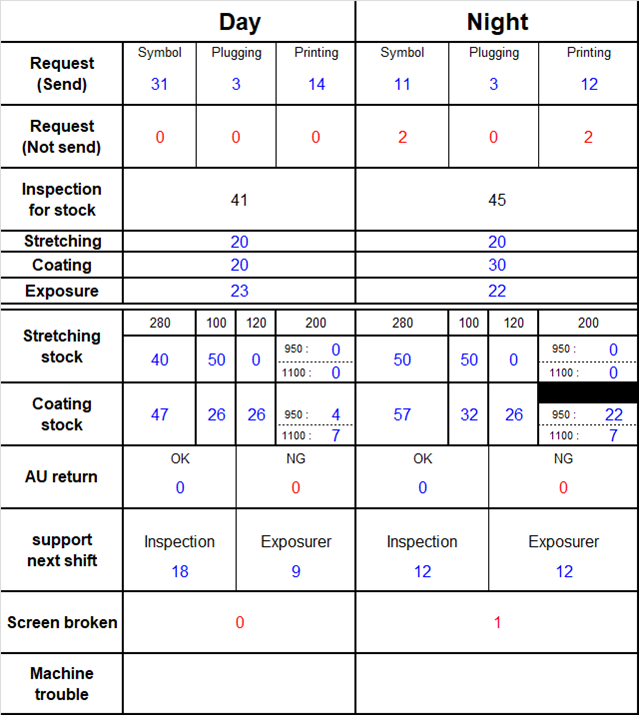 Day Night
Request (Send) Symbol Plugging Printing Symbol Plugging Printing
31 3 14 11 3 12
Request (Not send) 0 0 0 2 0 2
Inspection for stock 41 45
Stretching 20 20
Coating 20 30
Exposure 23 22
Stretching stock 280 100 120 200 280 100 120 200
40 50 0 950 : 0 50 50 0 950 : 0
1100 : 0 1100 : 0
Coating stock 47 26 26 950 : 4 57 32 26 950 : 22
1100 : 7 1100 : 7
AU return OK NG OK NG
0 0 0 0
support next shift Inspection Exposurer Inspection Exposurer
18 9 12 12
Screen broken 0 1
Machine trouble